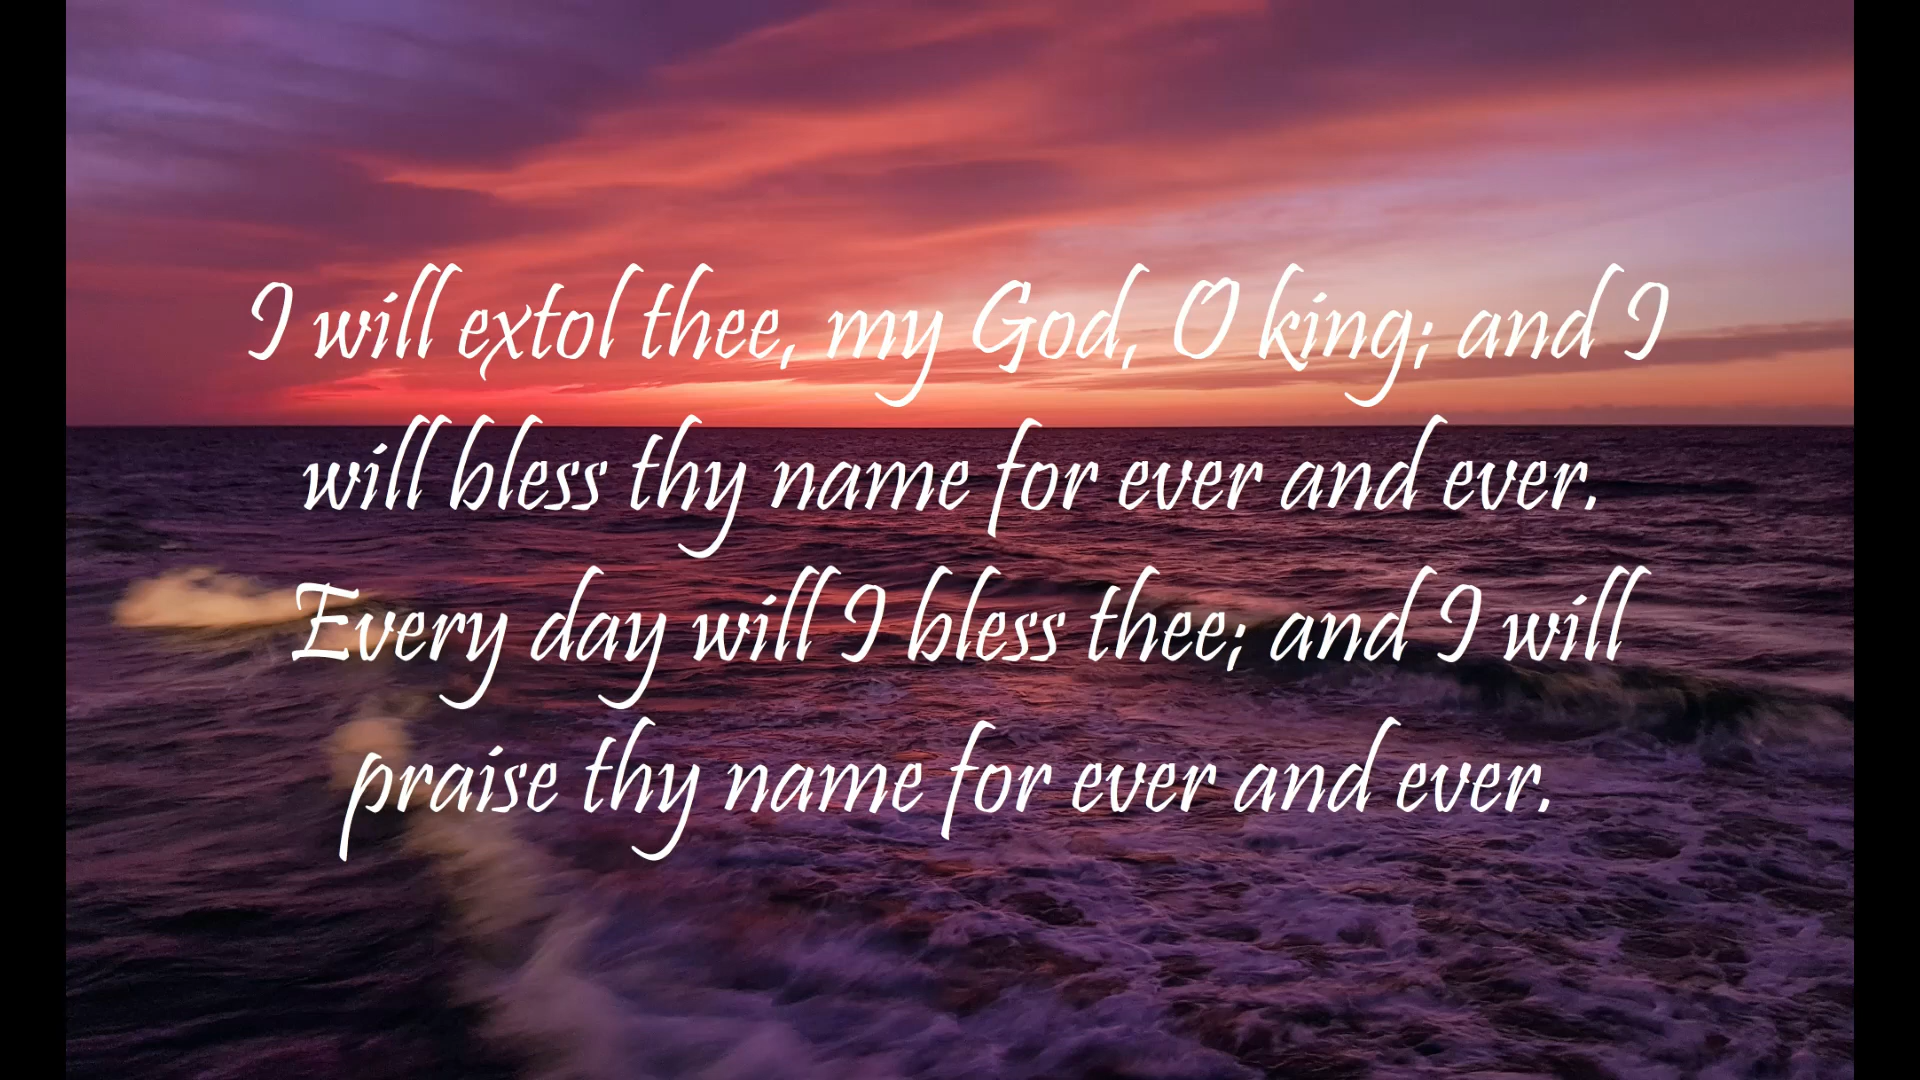 I will extol thee, my God, O king; and I
will bless thy name for ever and ever.
Every day will I bless thee; and I will
praise thy name for ever and ever.